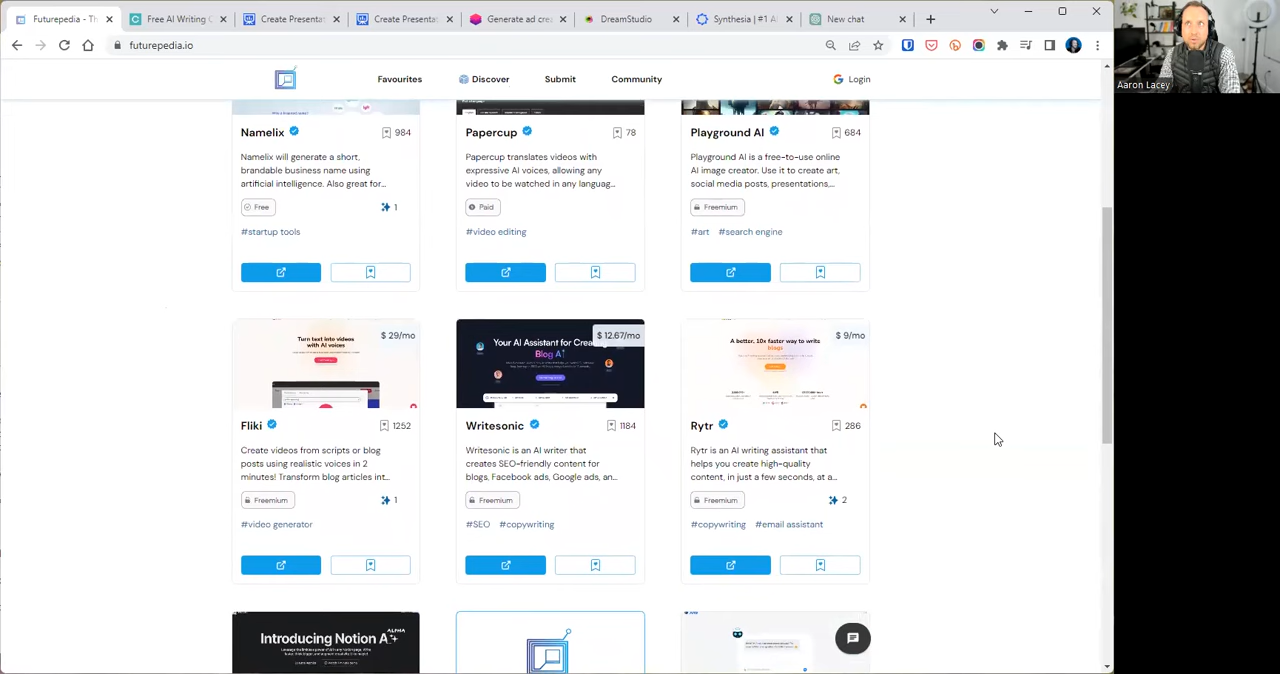 Futurepedia - Th
Free AI Writing
Create Presentat
Create Presentat
Generate ad cre
DreamStudio
Synthesia | #1 A
New chat
futurepedia.io
Aaron Lacey
Favourites
Discover
Submit
Community
Login
Namelix
984
Namelix will generate a short,
brandable business name using
artificial intelligence. Also great for...
Free
1
#startup tools
Papercup
78
Papercup translates videos with
expressive AI voices, allowing any
video to be watched in any languag...
Paid
#video editing
Playground AI
684
Playground AI is a free-to-use online
AI image creator. Use it to create art,
social media posts, presentations,...
Freemium
#art #search engine
$ 29/mo
Turn text into videos
with AI voices
Fliki
1252
Create videos from scripts or blog
posts using realistic voices in 2
minutes! Transform blog articles int...
Freemium
1
#video generator
$ 12.67/mo
Your AI Assistant for Crea
Blog A
Writesonic
1184
Writesonic is an AI writer that
creates SEO-friendly content for
blogs, Facebook ads, Google ads, an...
Freemium
#SEO #copywriting
$ 9/mo
A better, 10x faster way to write
blogs
Rytr
286
Rytr is an AI writing assistant that
helps you create high-quality
content, in just a few seconds, at a...
Freemium
2
#copywriting #email assistant
ALPHA
Introducing Notion A